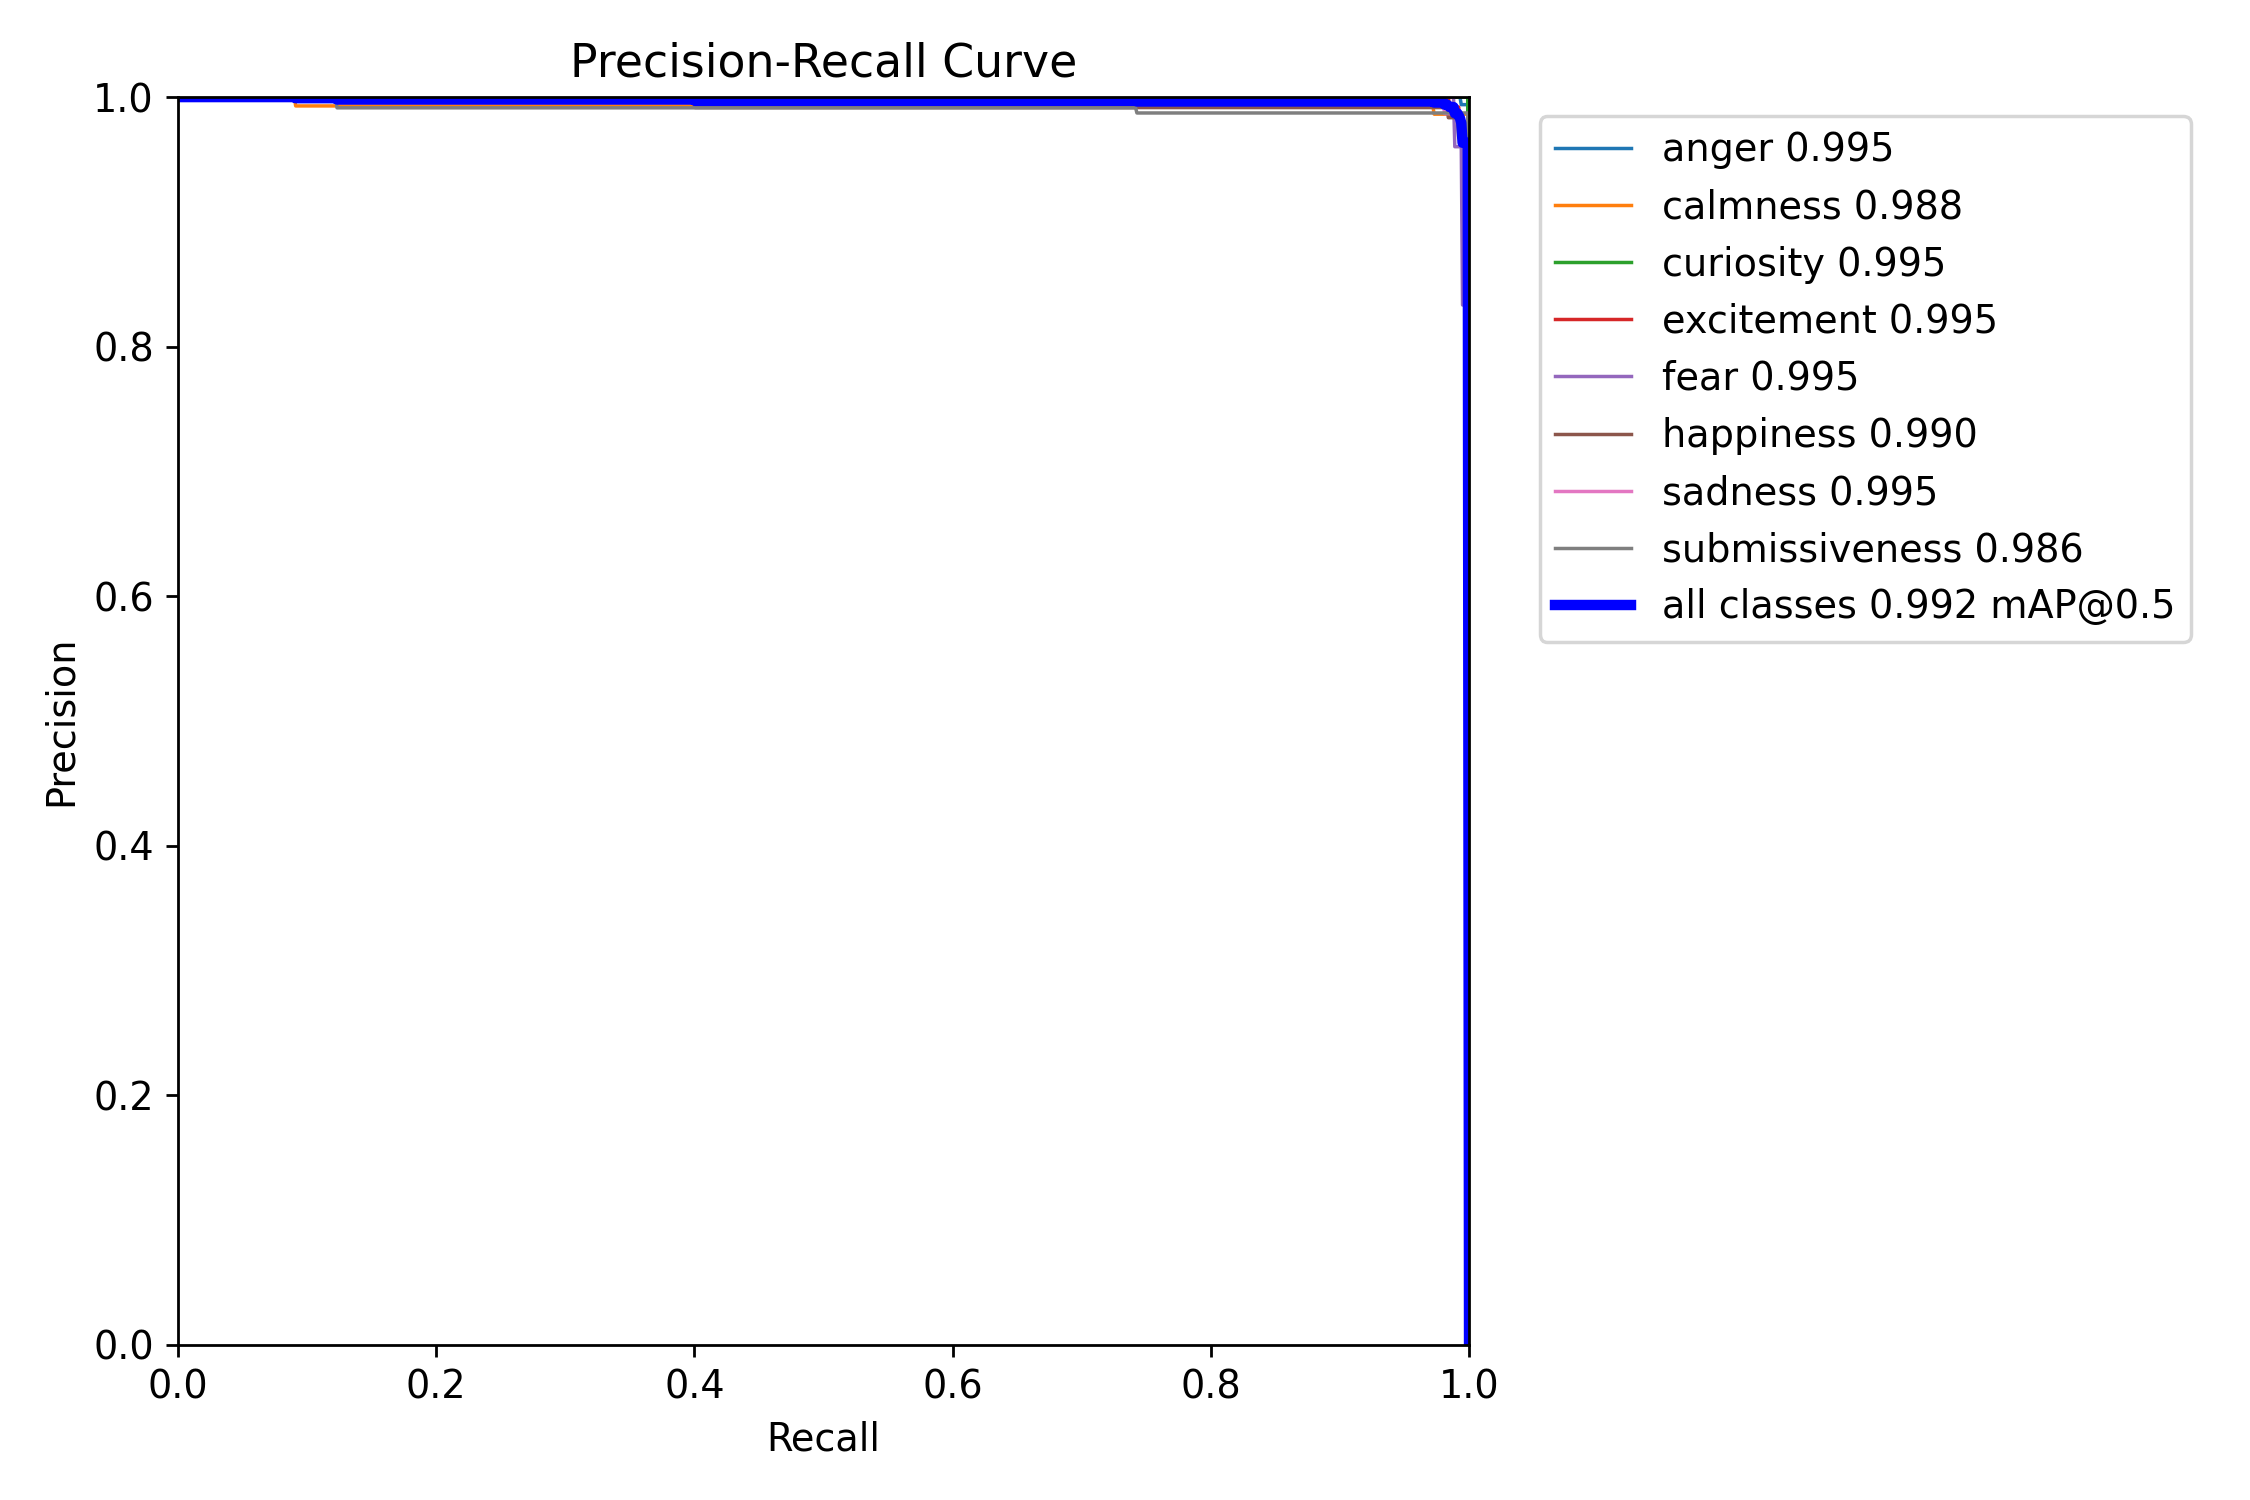 Precision-Recall Curve
1.0
0.8
0.6
0.4
0.2
0.0
Precision
0.0 0.2 0.4 0.6 0.8 1.0
Recall
anger 0.995
calmness 0.988
curiosity 0.995
excitement 0.995
fear 0.995
happiness 0.990
sadness 0.995
submissiveness 0.986
all classes 0.992 mAP@0.5